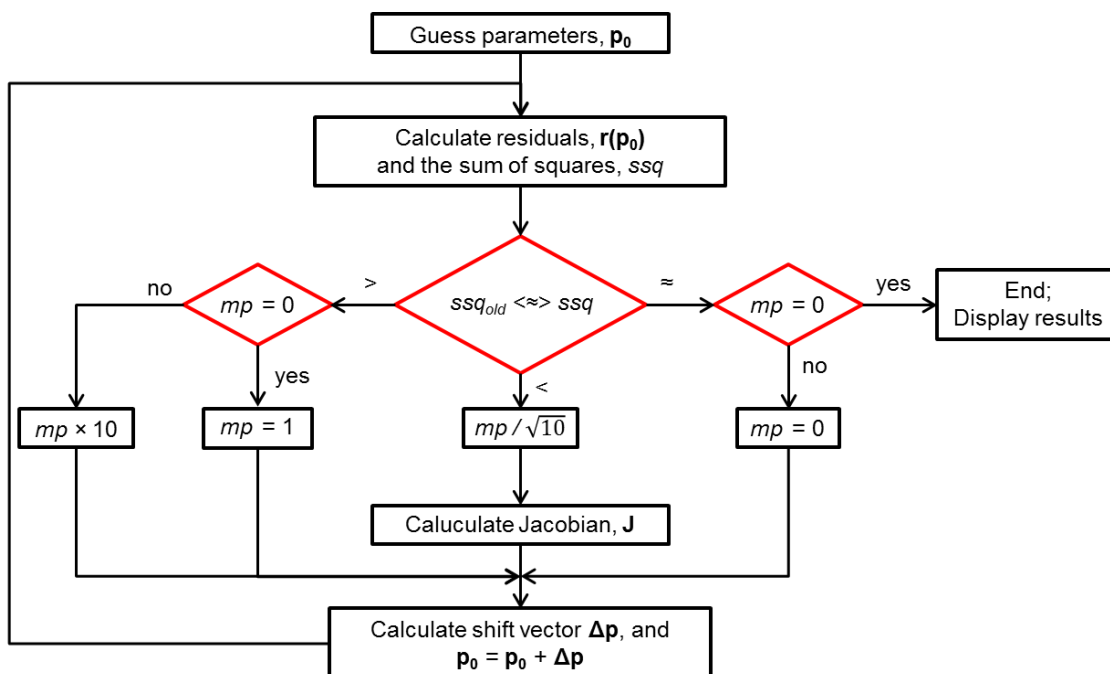 Guess parameters, p₀
Calculate residuals, r(p₀)
and the sum of squares, ssq
no
mp = 0
>
ssq_old <≈> ssq
≈
mp = 0
yes
End;
Display results
yes
<
no
mp × 10
mp = 1
mp / √10
mp = 0
Caluculate Jacobian, J
Calculate shift vector Δp, and
p₀ = p₀ + Δp